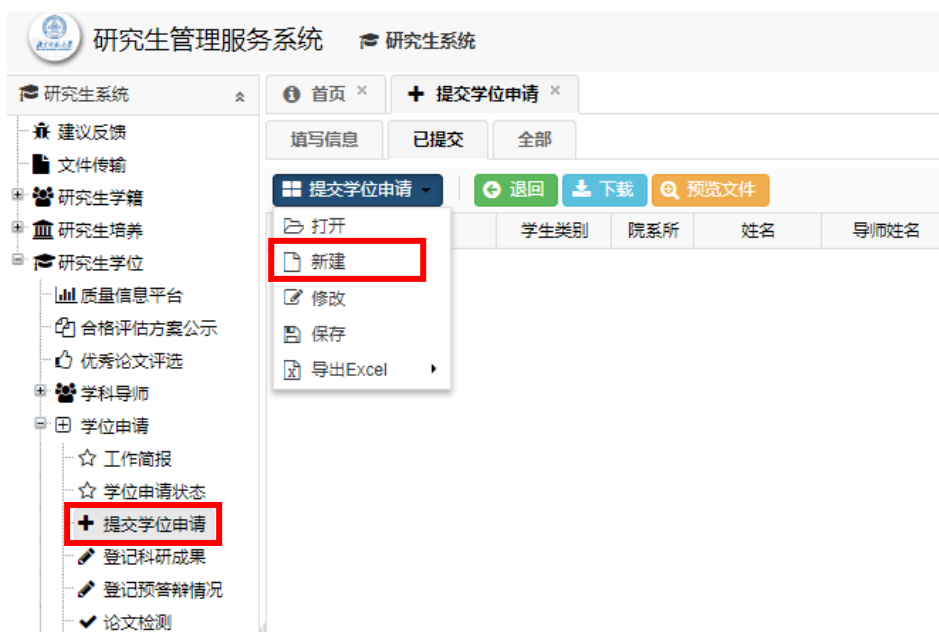 研究生管理服务系统 研究生系统
研究生系统
首页 × 提交学位申请 ×
建议反馈
填写信息 已提交 全部
文件传输
提交学位申请 退回 下载 预览文件
研究生学籍
打开 学生类别 院系所 姓名 导师姓名
研究生培养
新建
研究生学位
修改
质量信息平台
保存
合格评估方案公示
导出Excel
优秀论文评选
学科导师
学位申请
工作简报
学位申请状态
提交学位申请
登记科研成果
登记预答辩情况
论文检测